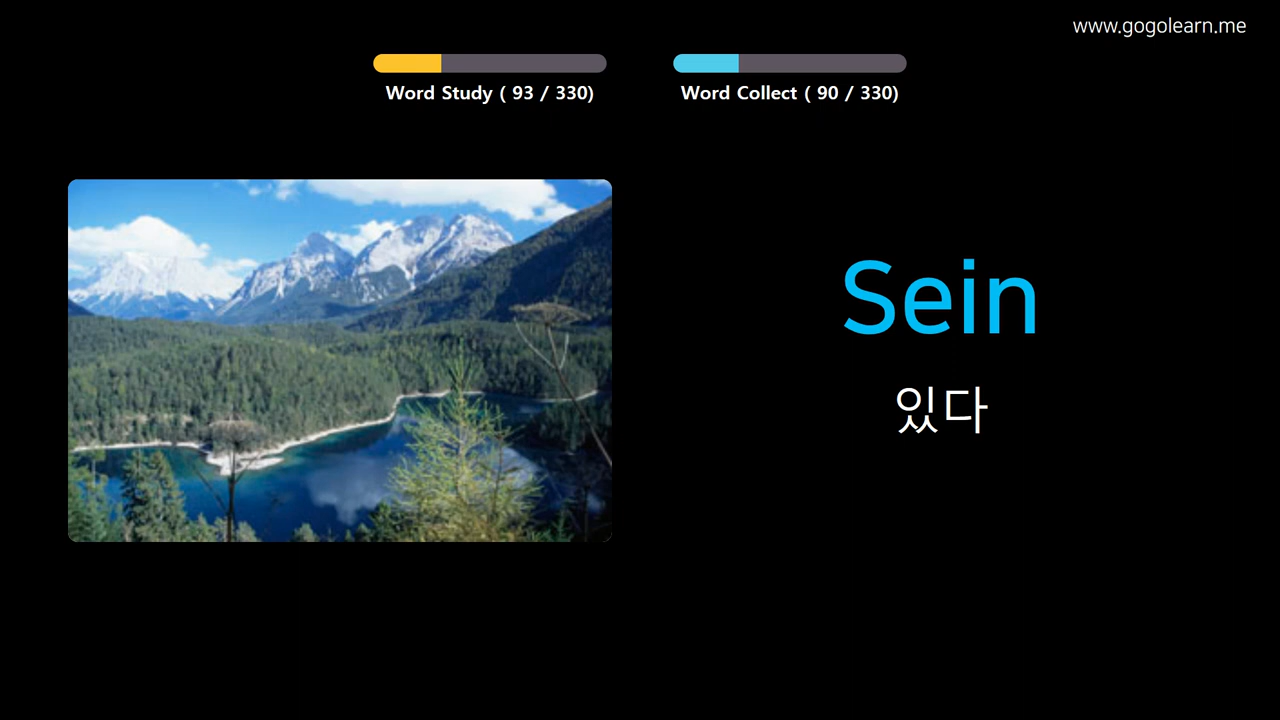 www.gogolearn.me
Word Study ( 93 / 330)
Word Collect ( 90 / 330)
Sein
있다